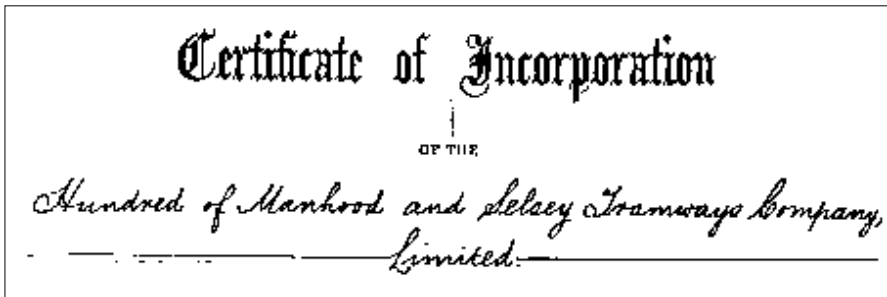 Certificate of Incorporation
OF THE
Hundred of Manhood and Selsey Tramways Company,
Limited.